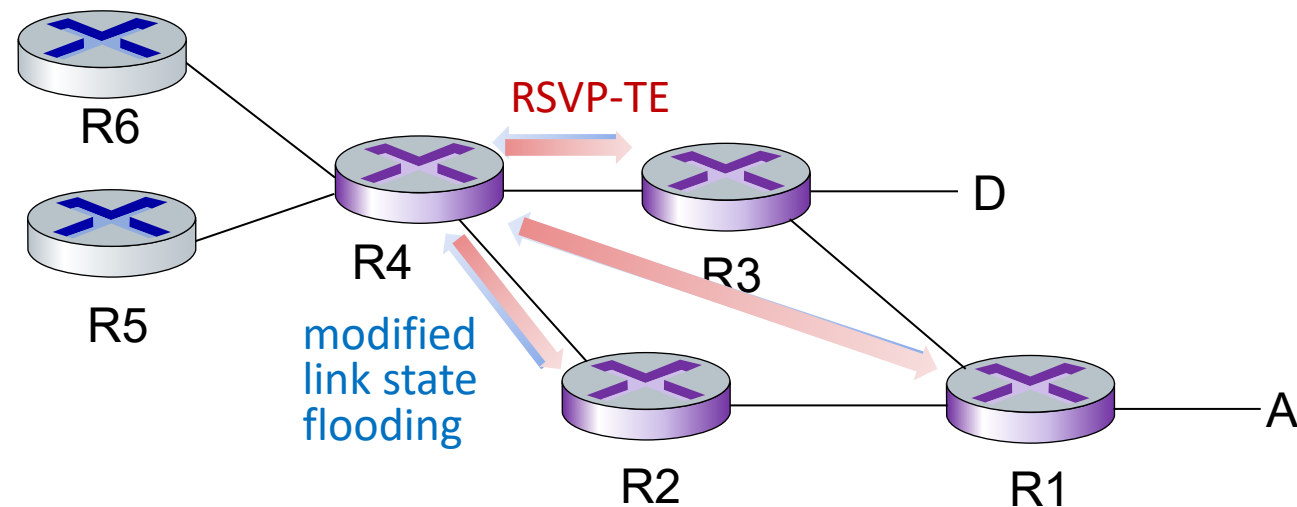 R6
RSVP-TE
D
R4
R3
R5
modified
link state
flooding
A
R2
R1